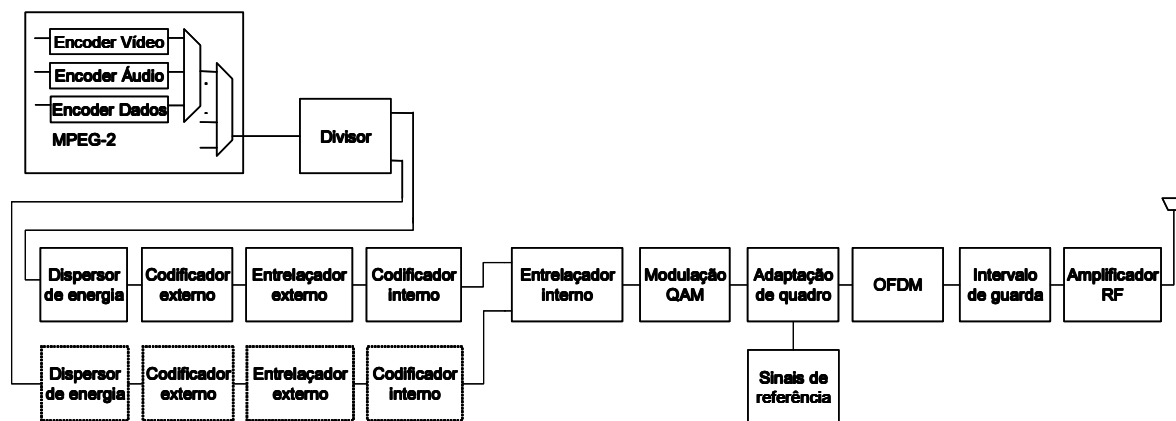 Encoder Vídeo
Encoder Áudio
Encoder Dados
MPEG-2
Divisor
Dispersor
de energia
Codificador
externo
Entrelaçador
externo
Codificador
interno
Entrelaçador
interno
Modulação
QAM
Adaptação
de quadro
OFDM
Intervalo
de guarda
Amplificador
RF
Dispersor
de energia
Codificador
externo
Entrelaçador
externo
Codificador
interno
Sinais de
referência